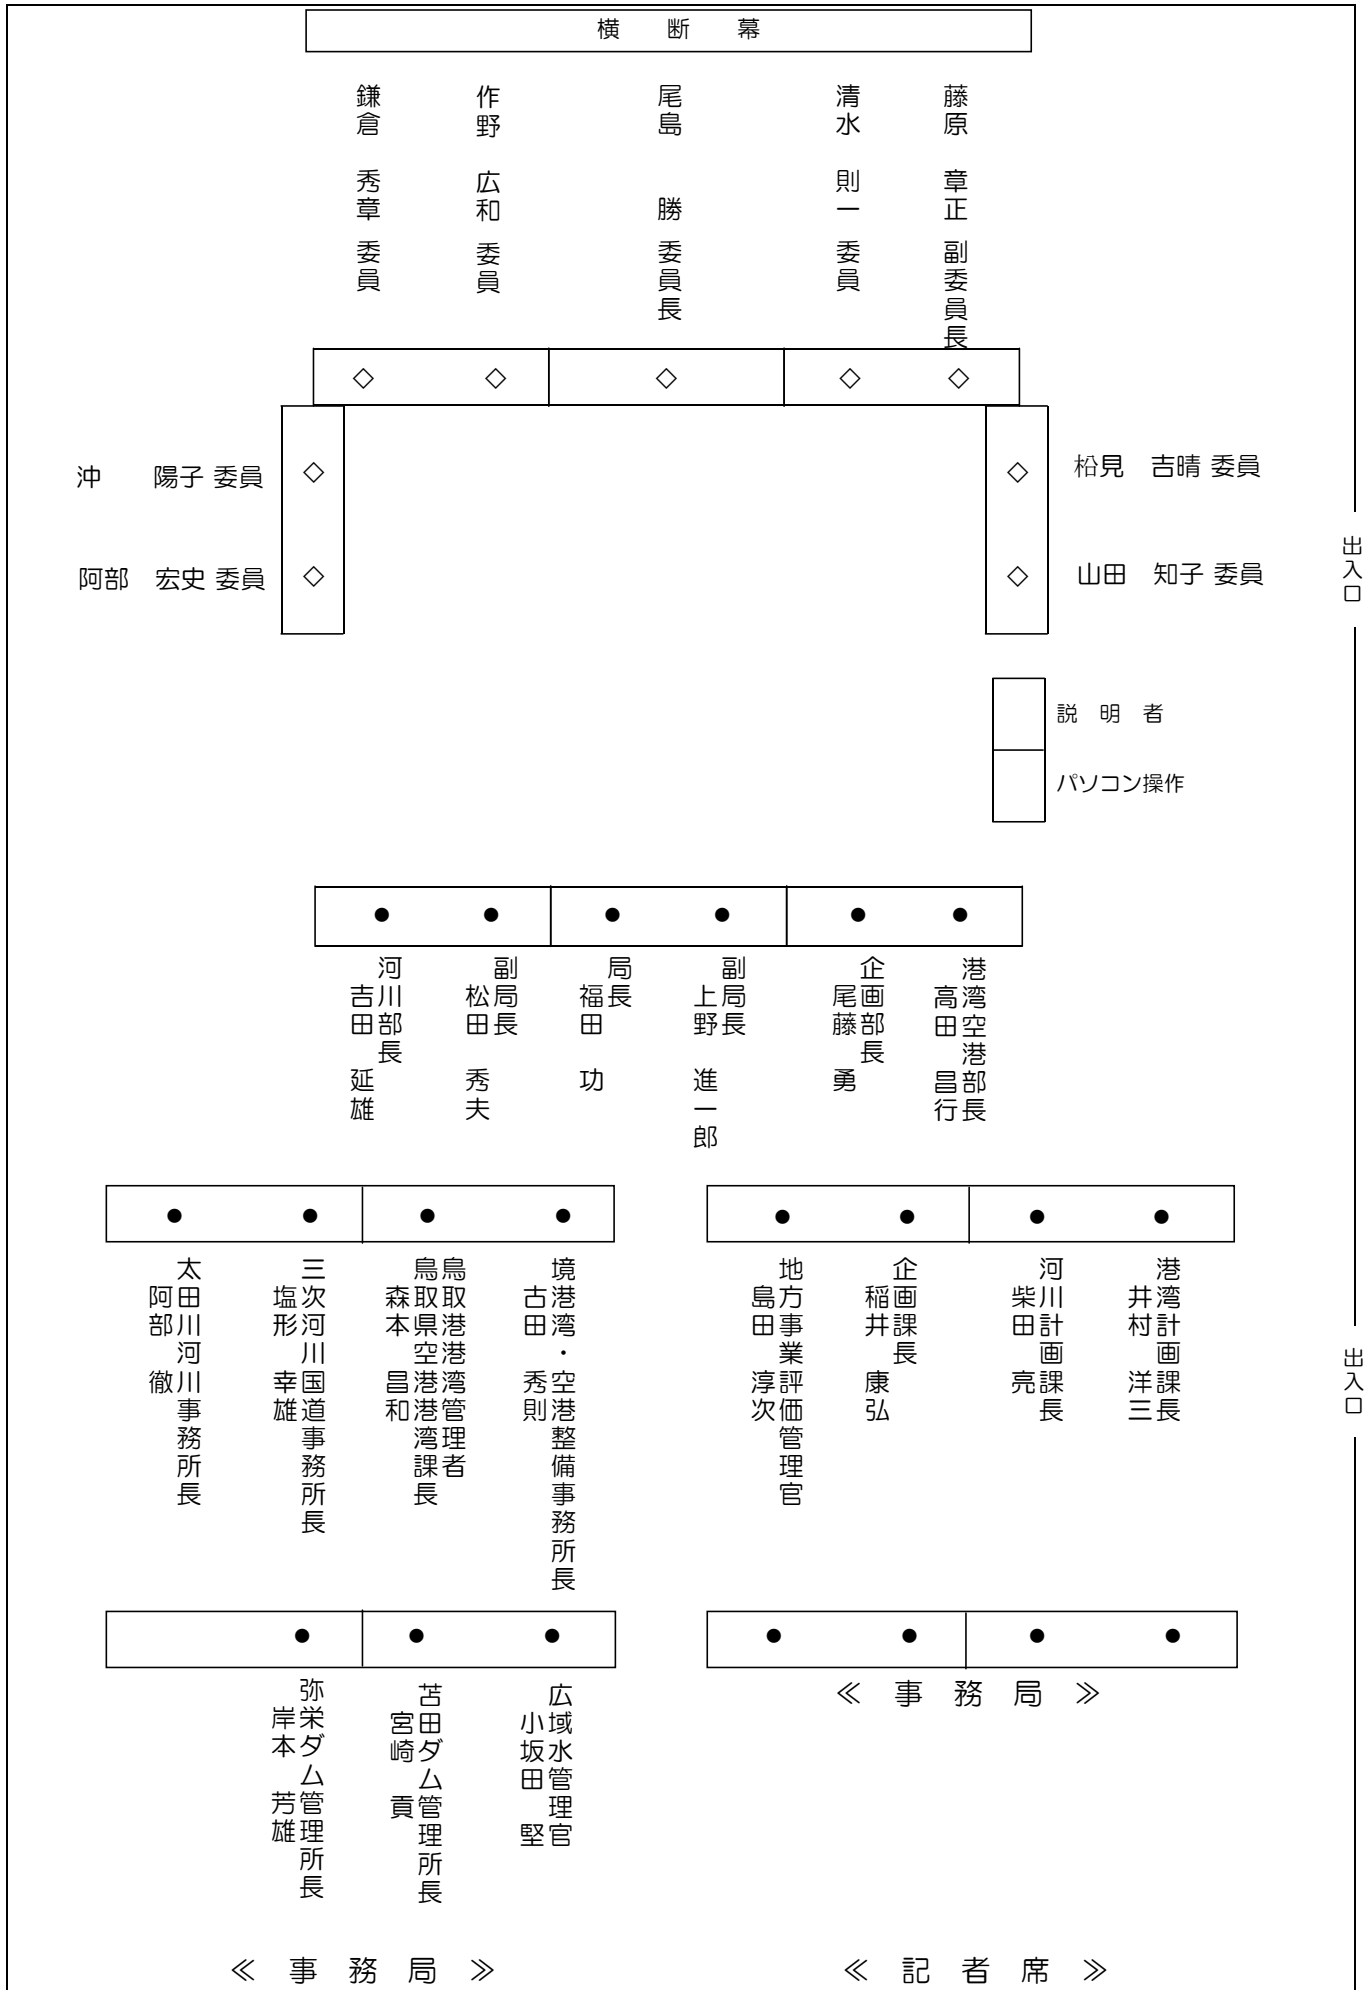 横 断 幕
鎌倉 秀章 委員
作野 広和 委員
尾島 勝 委員長
清水 則一 委員
藤原 章正 副委員長
沖 陽子 委員
阿部 宏史 委員
枌見 吉晴 委員
山田 知子 委員
出入口
説 明 者
パソコン操作
河川部長
吉田 延雄
副局長
松田 秀夫
局長
福田 功
副局長
上野 進一郎
企画部長
尾藤 勇
港湾空港部長
高田 昌行
太田川河川事務所長
阿部 徹
三次河川国道事務所長
塩形 幸雄
鳥取港港湾管理者
鳥取県空港港湾課長
森本 昌和
境港湾・空港整備事務所長
古田 秀則
地方事業評価管理官
島田 淳次
企画課長
稲井 康弘
河川計画課長
柴田 亮
港湾計画課長
井村 洋三
出入口
弥栄ダム管理所長
岸本 芳雄
苫田ダム管理所長
宮崎 貢
広域水管理官
小坂田 堅
≪ 事 務 局 ≫
≪ 事 務 局 ≫
≪ 記 者 席 ≫